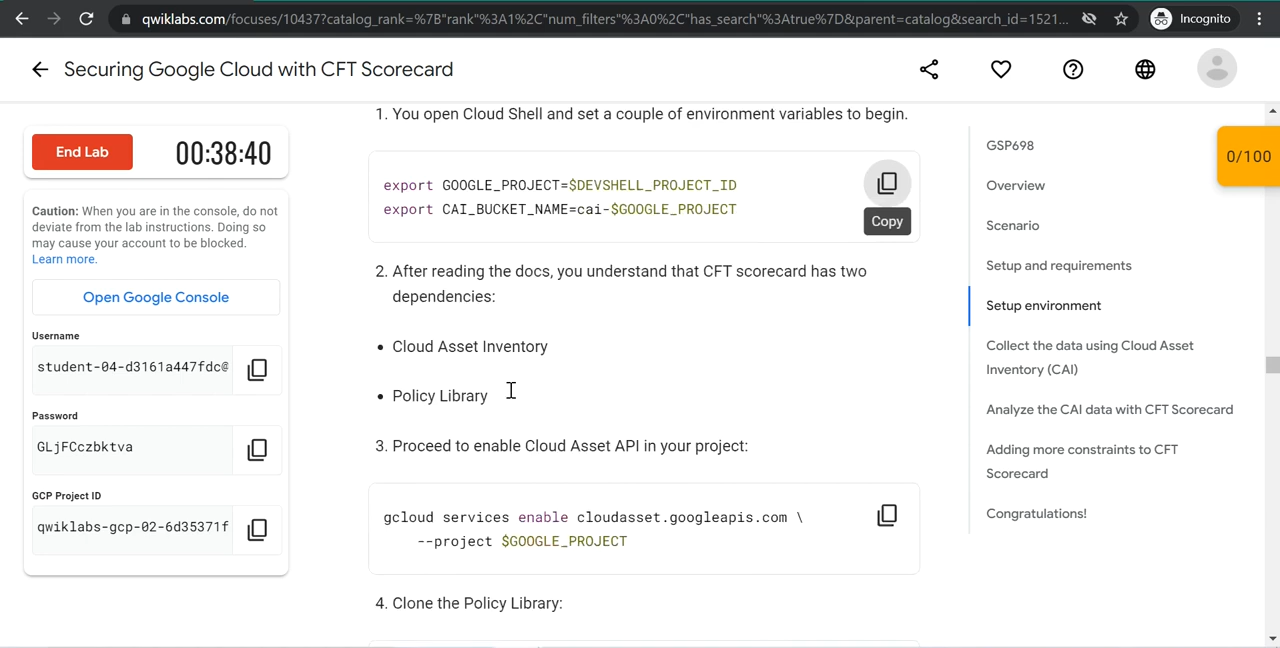 qwiklabs.com/focuses/10437?catalog_rank=%7B"rank"%3A1%2C"num_filters"%3A0%2C"has_search"%3Atrue%7D&parent=catalog&search_id=1521...
Incognito
Securing Google Cloud with CFT Scorecard
End Lab
00:38:40
Caution: When you are in the console, do not
deviate from the lab instructions. Doing so
may cause your account to be blocked.
Learn more.
Open Google Console
Username
student-04-d3161a447fdc@
Password
GLjFCczbktva
GCP Project ID
qwiklabs-gcp-02-6d35371f
1. You open Cloud Shell and set a couple of environment variables to begin.
export GOOGLE_PROJECT=$DEVSHELL_PROJECT_ID
export CAI_BUCKET_NAME=cai-$GOOGLE_PROJECT
Copy
2. After reading the docs, you understand that CFT scorecard has two
dependencies:
• Cloud Asset Inventory
• Policy Library
3. Proceed to enable Cloud Asset API in your project:
gcloud services enable cloudasset.googleapis.com \
--project $GOOGLE_PROJECT
4. Clone the Policy Library:
GSP698
Overview
Scenario
Setup and requirements
Setup environment
Collect the data using Cloud Asset
Inventory (CAI)
Analyze the CAI data with CFT Scorecard
Adding more constraints to CFT
Scorecard
Congratulations!
0/100